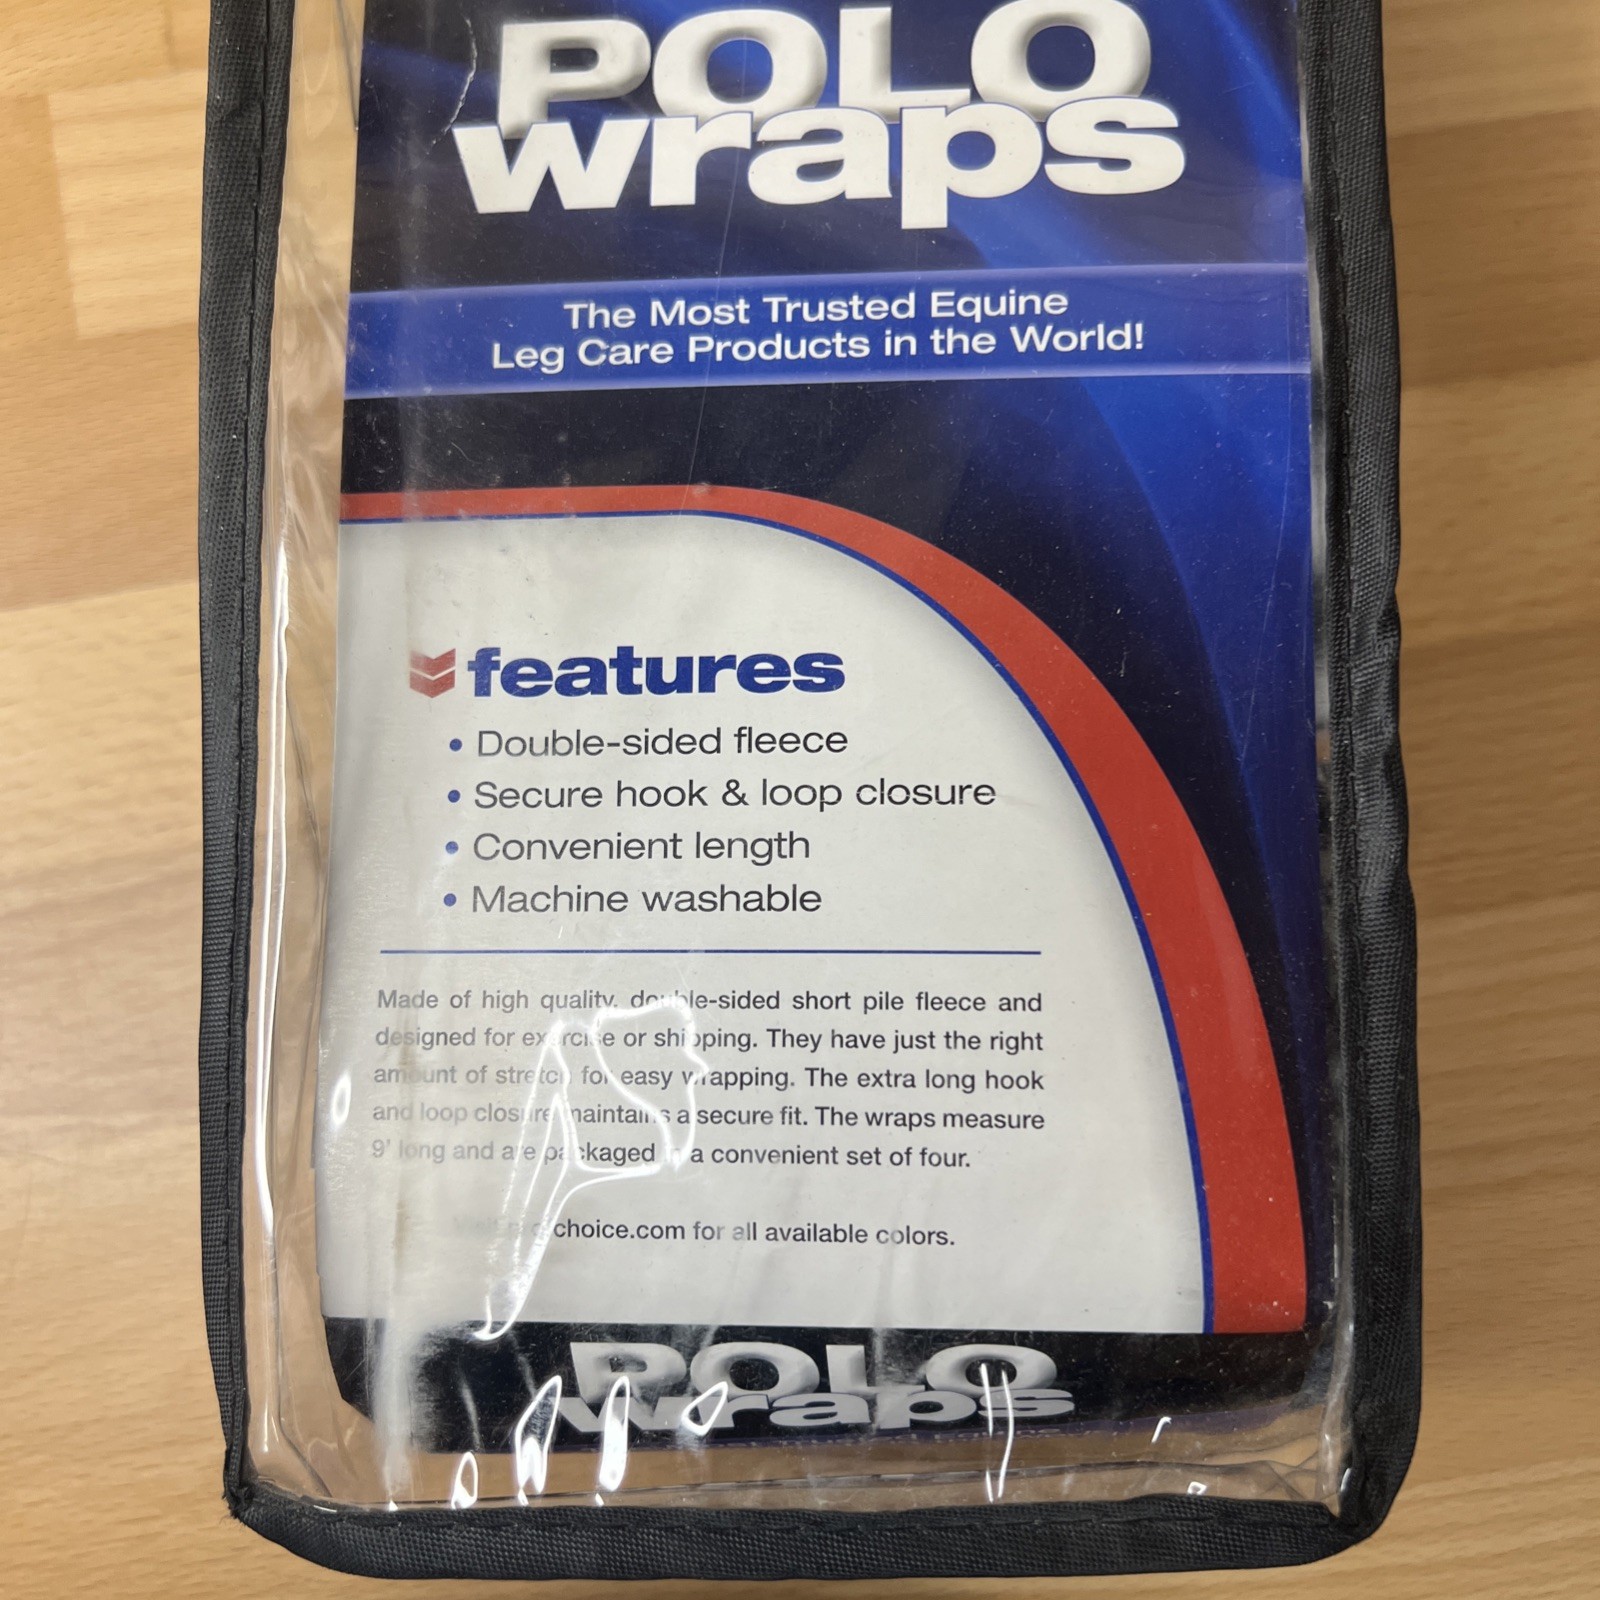 POLO
wraps
The Most Trusted Equine
Leg Care Products in the World!
features
• Double-sided fleece
• Secure hook & loop closure
• Convenient length
• Machine washable
Made of high quality, double-sided short pile fleece and
designed for exercise or shipping. They have just the right
amount of stretch for easy wrapping. The extra long hook
and loop closure maintains a secure fit. The wraps measure
9' long and are packaged in a convenient set of four.
choice.com for all available colors.
POLO
wraps